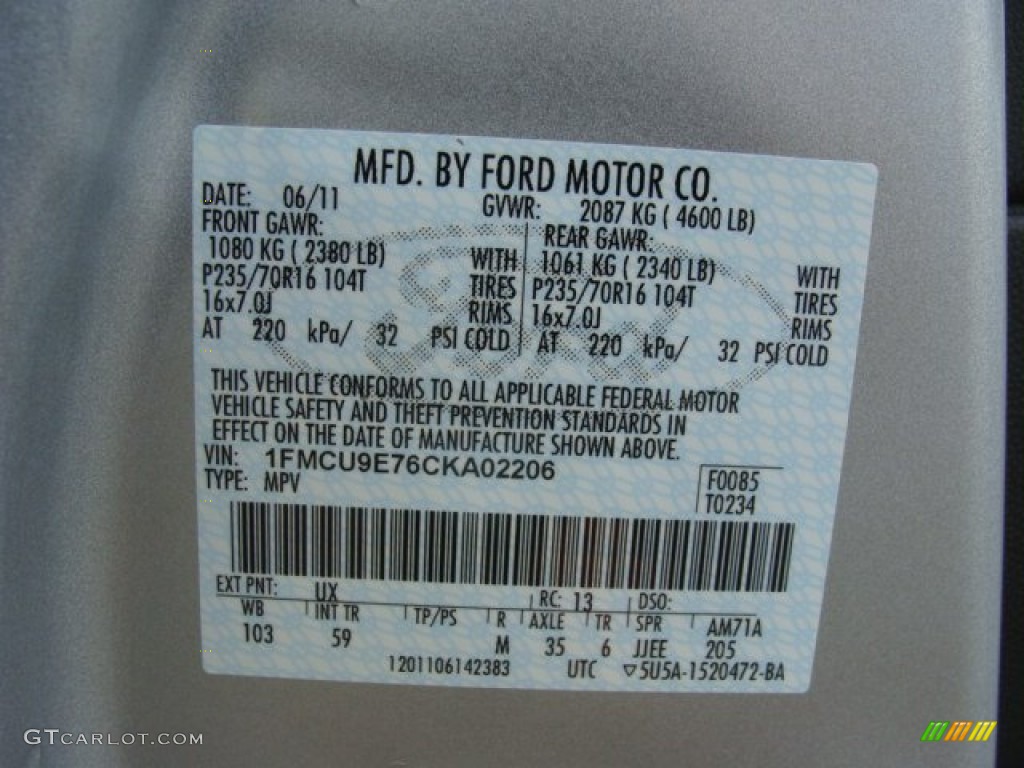 MFD. BY FORD MOTOR CO.
DATE: 06/11 GVWR: 2087 KG ( 4600 LB)
FRONT GAWR: REAR GAWR:
1080 KG ( 2380 LB) WITH 1061 KG ( 2340 LB) WITH
P235/70R16 104T TIRES P235/70R16 104T TIRES
16x7.0J RIMS 16x7.0J RIMS
AT 220 kPa/ 32 PSI COLD AT 220 kPa/ 32 PSI COLD
THIS VEHICLE CONFORMS TO ALL APPLICABLE FEDERAL MOTOR
VEHICLE SAFETY AND THEFT PREVENTION STANDARDS IN
EFFECT ON THE DATE OF MANUFACTURE SHOWN ABOVE.
VIN: 1FMCU9E76CKA02206
TYPE: MPV
F0085
T0234
EXT PNT: UX RC: 13 DSO:
WB INT TR TP/PS R AXLE TR SPR AM71A
103 59 M 35 6 JJEE 205
1201106142383 UTC ▽5U5A-1520472-BA
Ford
GTCARLOT.COM